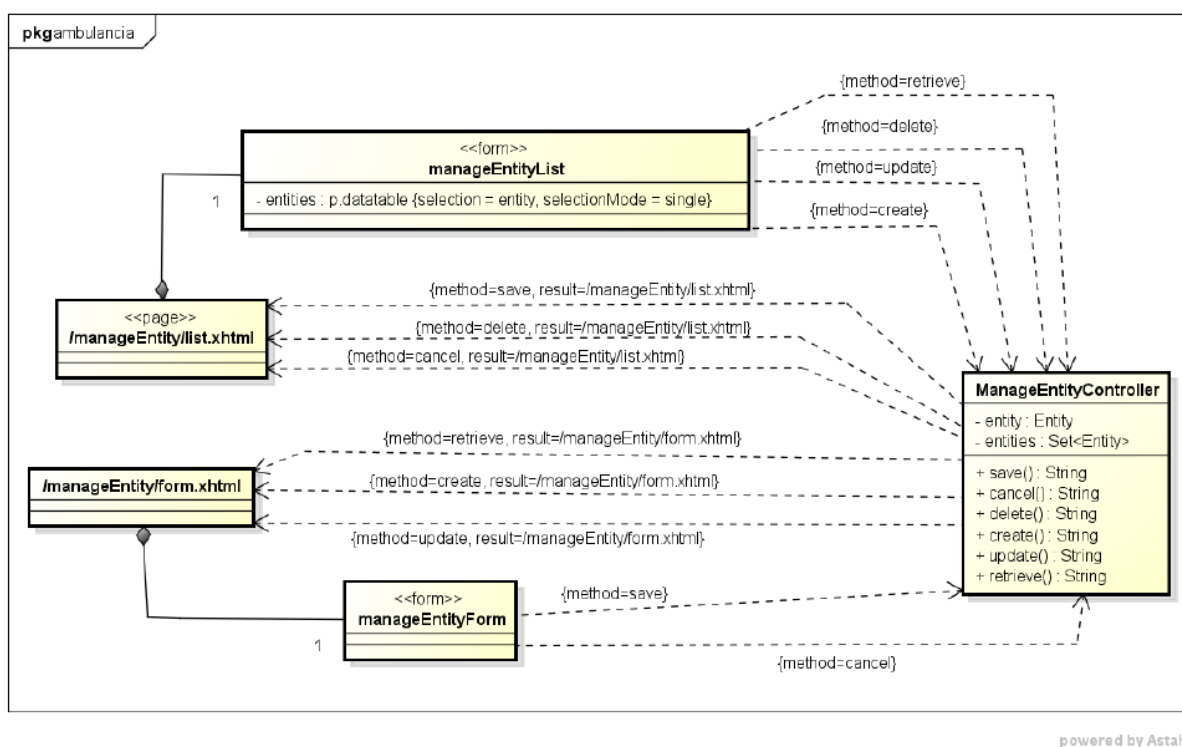 pkg ambulancia
{method=retrieve}
<<form>>
manageEntityList
- entities : p.datatable {selection = entity, selectionMode = single}
{method=delete}
{method=update}
{method=create}
1
{method=save, result=/manageEntity/list.xhtml}
<<page>>
/manageEntity/list.xhtml
{method=delete, result=/manageEntity/list.xhtml}
{method=cancel, result=/manageEntity/list.xhtml}
ManageEntityController
- entity : Entity
- entities : Set<Entity>
+ save() : String
+ cancel() : String
+ delete() : String
+ create() : String
+ update() : String
+ retrieve() : String
{method=retrieve, result=/manageEntity/form.xhtml}
/manageEntity/form.xhtml
{method=create, result=/manageEntity/form.xhtml}
{method=update, result=/manageEntity/form.xhtml}
<<form>>
manageEntityForm
1
{method=save}
{method=cancel}
powered by Astah